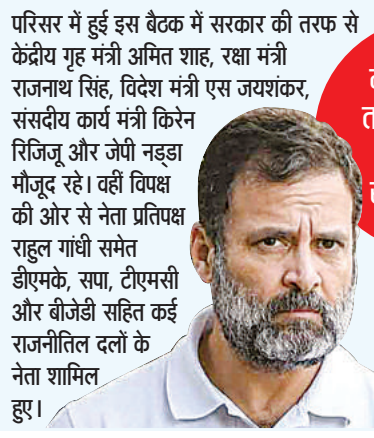 परिसर में हुई इस बैठक में सरकार की तरफ से
केंद्रीय गृह मंत्री अमित शाह, रक्षा मंत्री
राजनाथ सिंह, विदेश मंत्री एस जयशंकर,
संसदीय कार्य मंत्री किरेन
रिजिजू और जेपी नड्डा
मौजूद रहे। वहीं विपक्ष
की ओर से नेता प्रतिपक्ष
राहुल गांधी समेत
डीएमके, सपा, टीएमसी
और बीजेडी सहित कई
राजनीतिल दलों के
नेता शामिल
हुए।